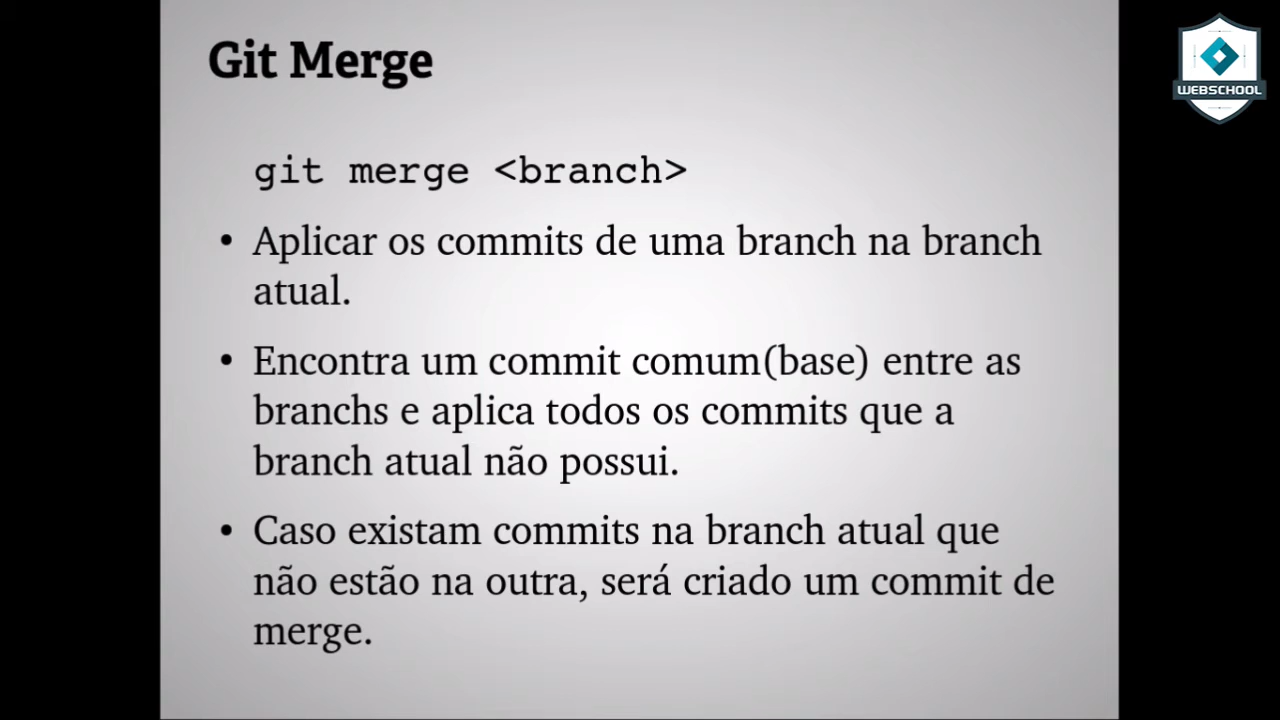 Git Merge
WEBSCHOOL
git merge <branch>
• Aplicar os commits de uma branch na branch
atual.
• Encontra um commit comum(base) entre as
branchs e aplica todos os commits que a
branch atual não possui.
• Caso existam commits na branch atual que
não estão na outra, será criado um commit de
merge.